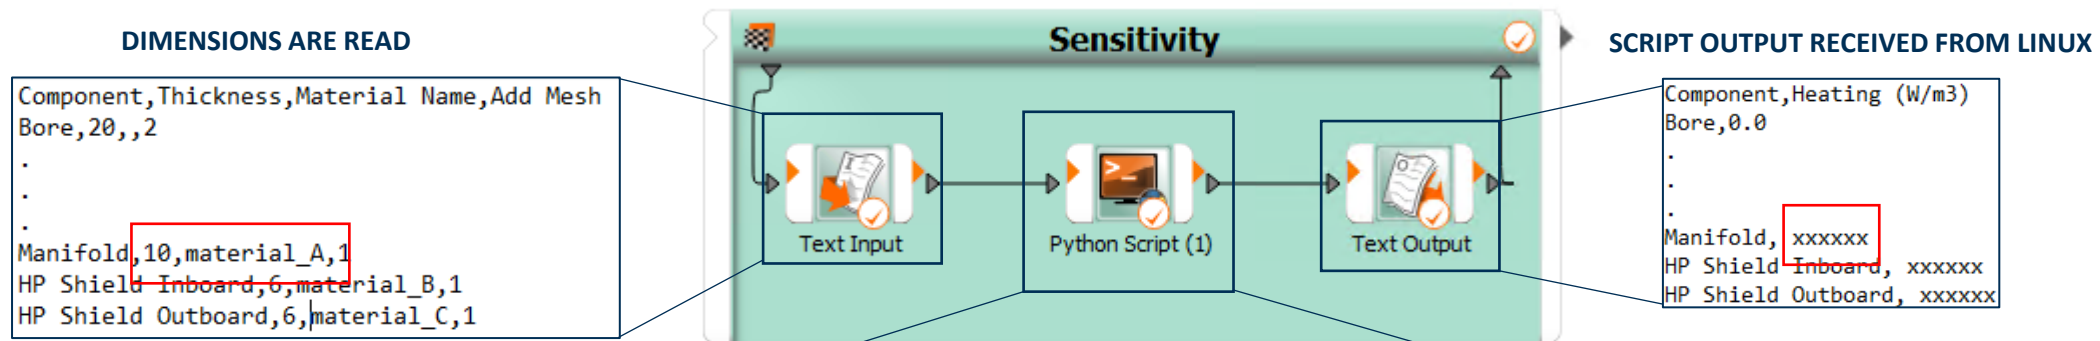 DIMENSIONS ARE READ
Component,Thickness,Material Name,Add Mesh
Bore,20,,2
.
.
.
Manifold,10,material_A,1
HP Shield Inboard,6,material_B,1
HP Shield Outboard,6,material_C,1
Sensitivity
Text Input
Python Script (1)
Text Output
SCRIPT OUTPUT RECEIVED FROM LINUX
Component,Heating (W/m3)
Bore,0.0
.
.
.
Manifold, xxxxxx
HP Shield Inboard, xxxxxx
HP Shield Outboard, xxxxxx